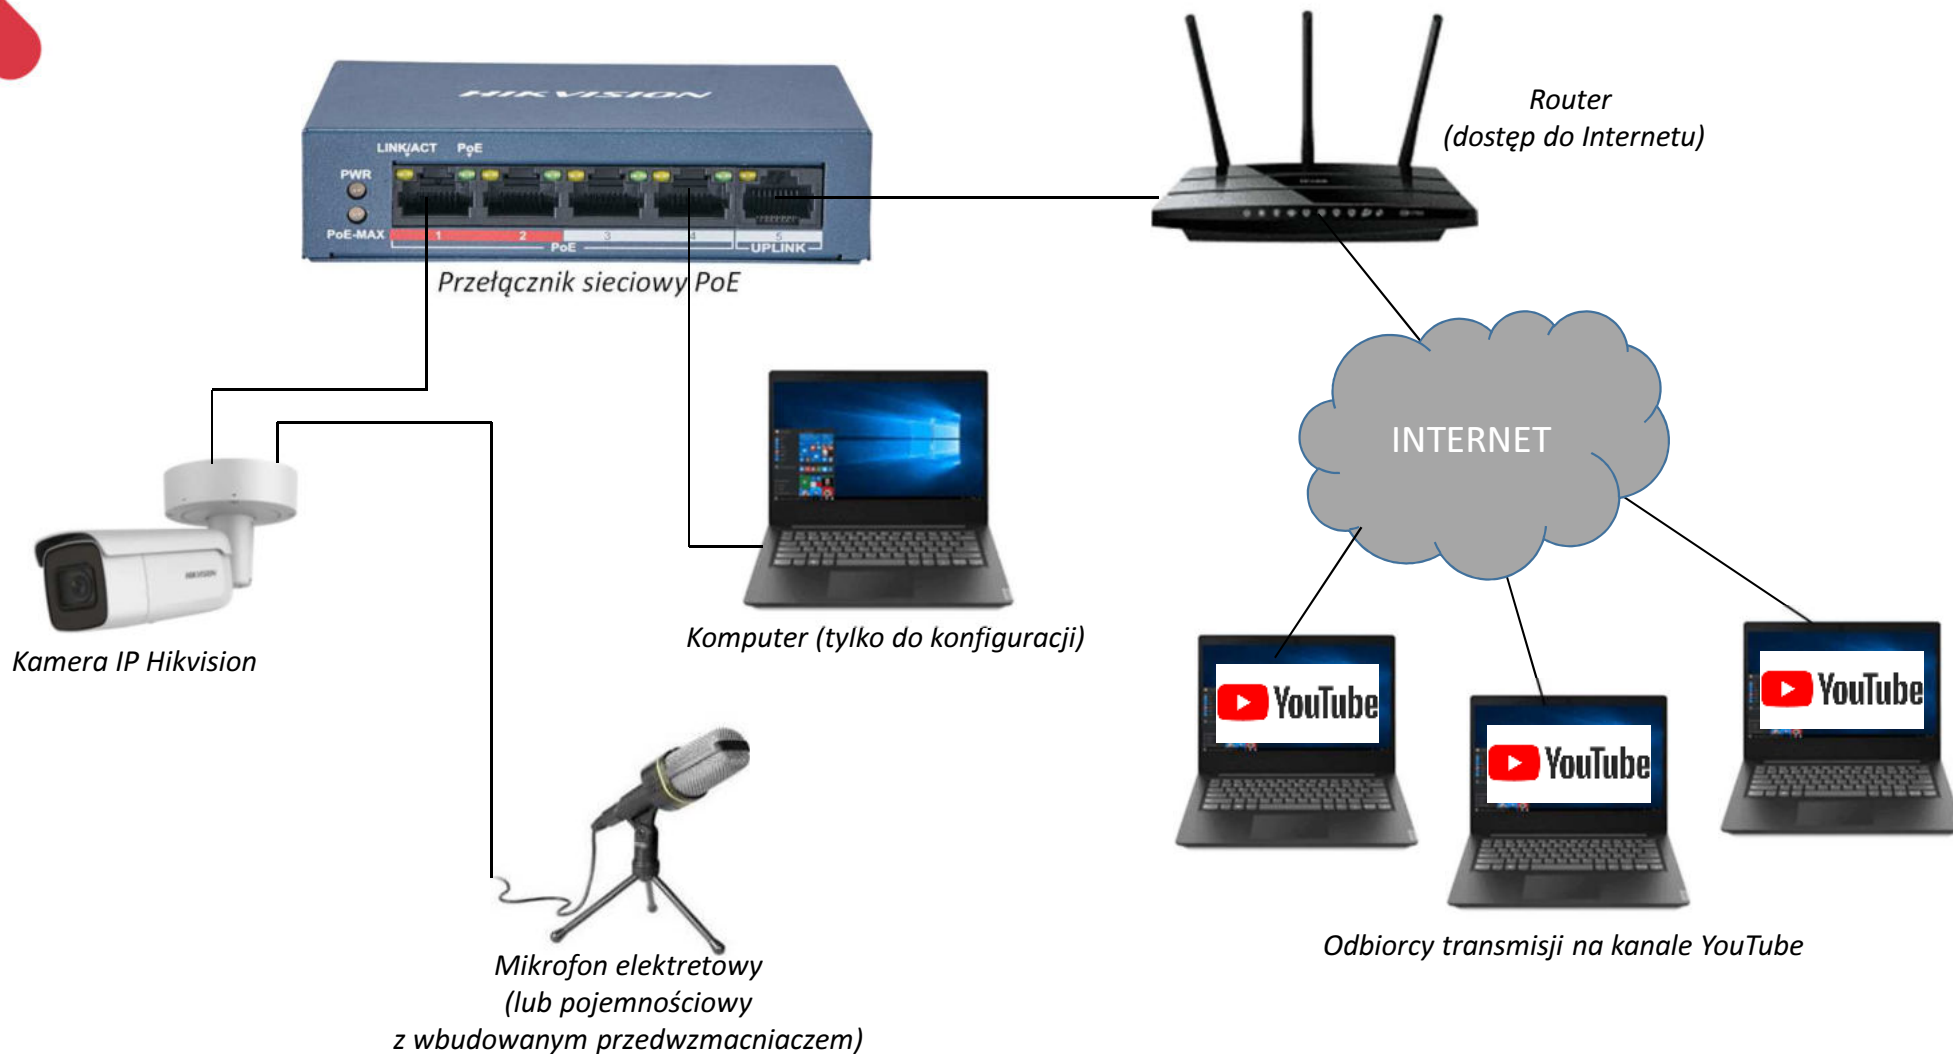 HIKVISION
LINK/ACT PoE
PWR
PoE-MAX
1 2 3 4 5
PoE UPLINK
Przełącznik sieciowy PoE
Router
(dostęp do Internetu)
INTERNET
HIKVISION
Kamera IP Hikvision
Komputer (tylko do konfiguracji)
YouTube
YouTube
YouTube
Odbiorcy transmisji na kanale YouTube
Mikrofon elektretowy
(lub pojemnościowy
z wbudowanym przedwzmacniaczem)